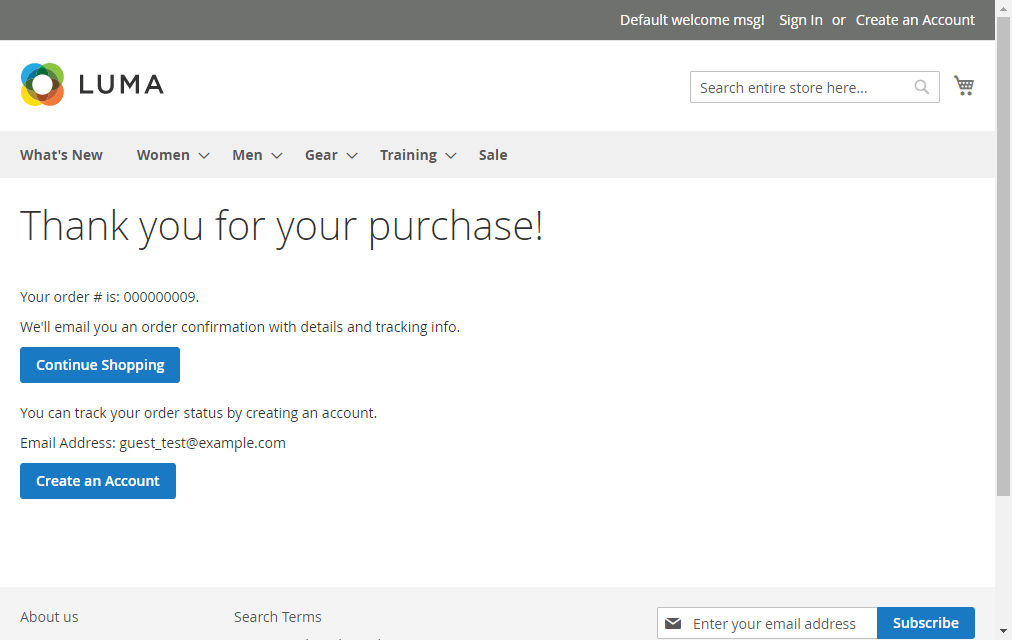 Default welcome msg! Sign In or Create an Account
LUMA
Search entire store here...
What's New Women Men Gear Training Sale
Thank you for your purchase!
Your order # is: 000000009.
We'll email you an order confirmation with details and tracking info.
Continue Shopping
You can track your order status by creating an account.
Email Address: guest_test@example.com
Create an Account
About us Search Terms Enter your email address Subscribe